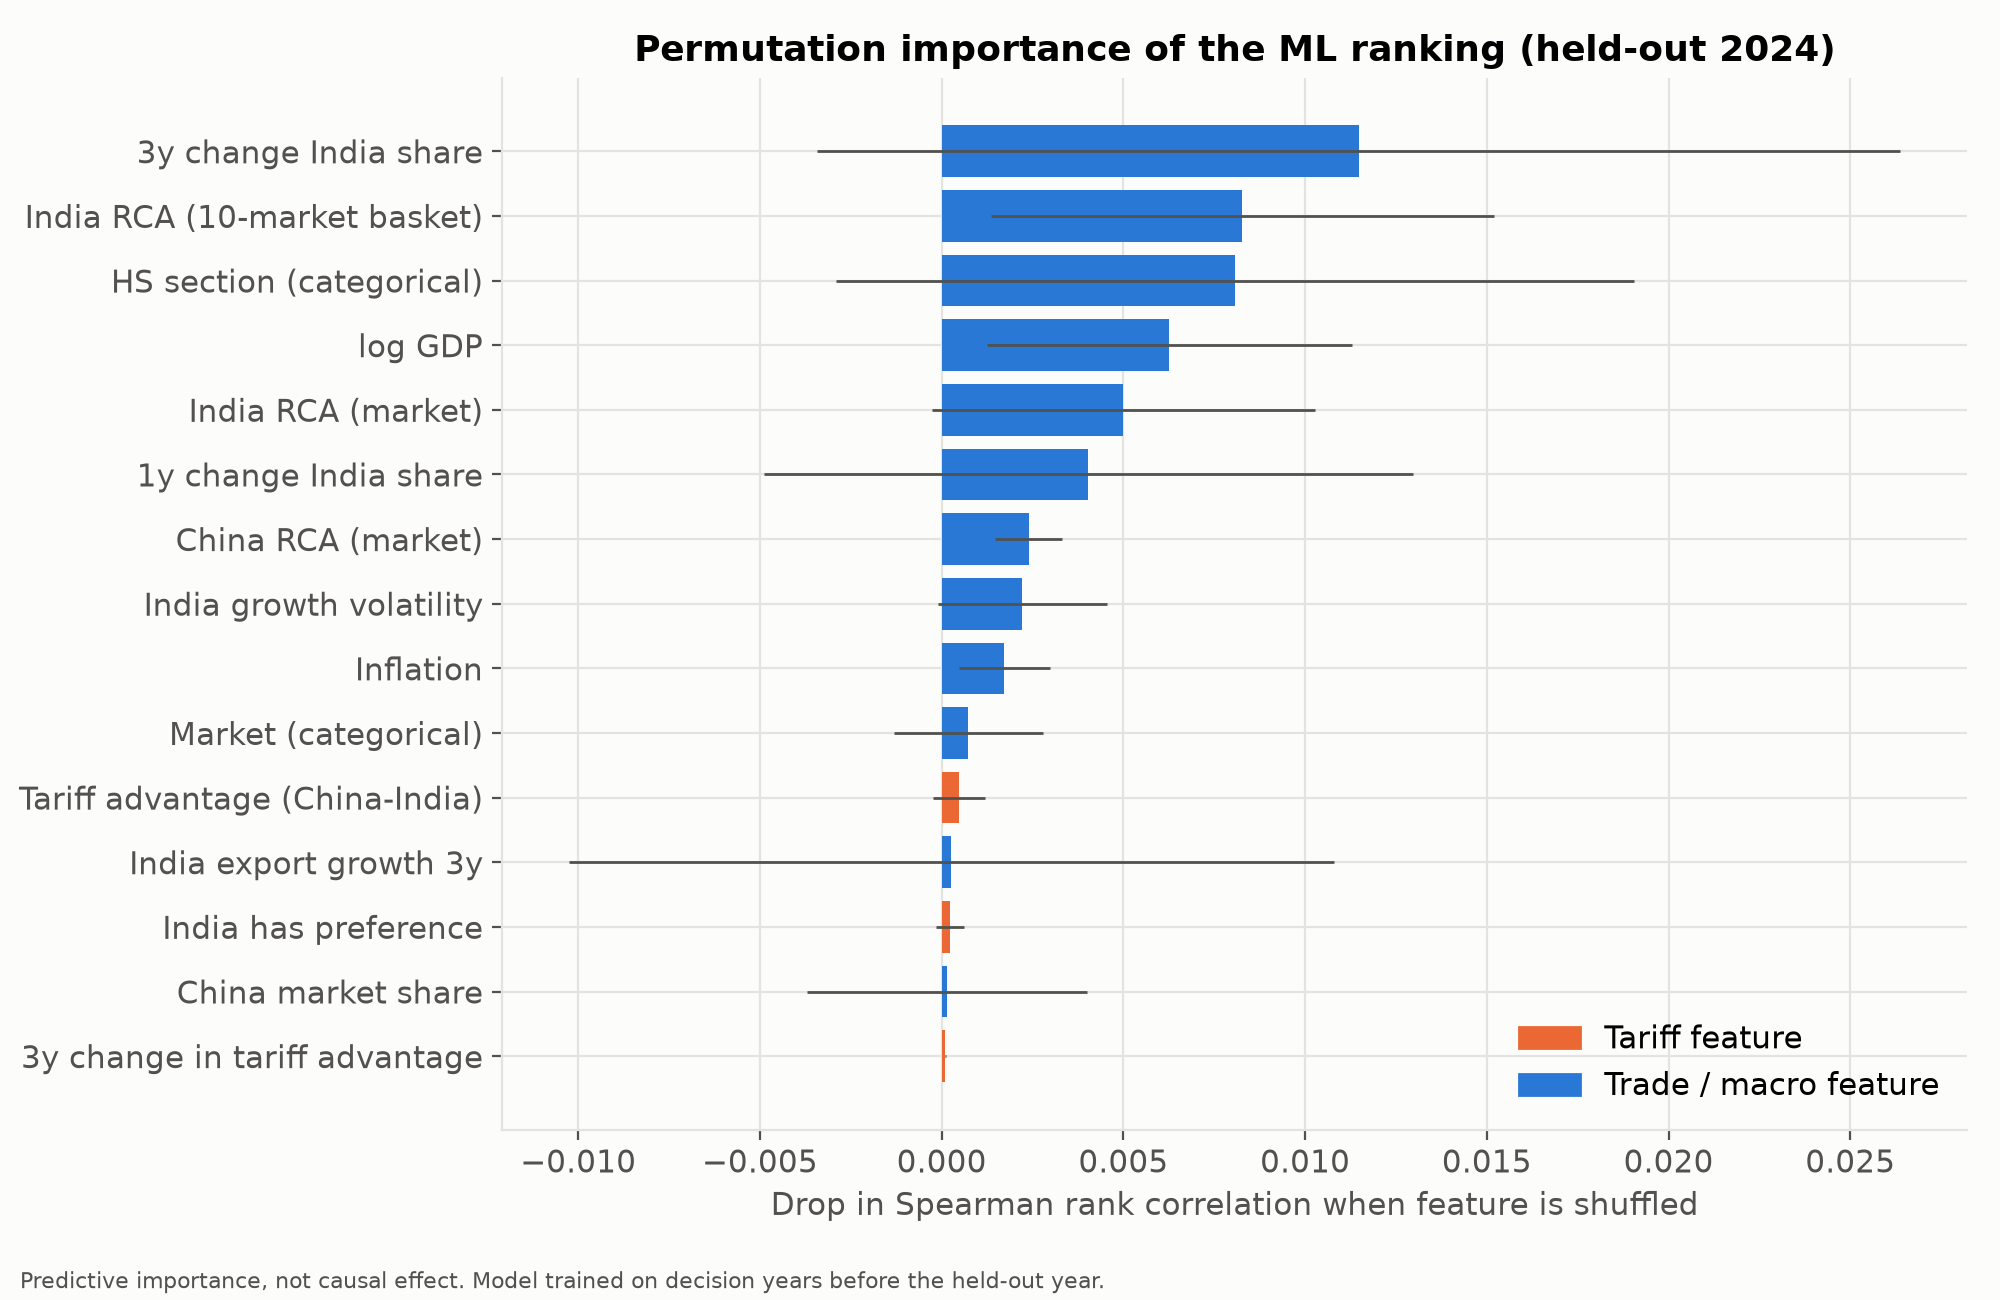 Permutation importance of the ML ranking (held-out 2024)
3y change India share
India RCA (10-market basket)
HS section (categorical)
log GDP
India RCA (market)
1y change India share
China RCA (market)
India growth volatility
Inflation
Market (categorical)
Tariff advantage (China-India)
India export growth 3y
India has preference
China market share
3y change in tariff advantage
Tariff feature
Trade / macro feature
−0.010 −0.005 0.000 0.005 0.010 0.015 0.020 0.025
Drop in Spearman rank correlation when feature is shuffled
Predictive importance, not causal effect. Model trained on decision years before the held-out year.